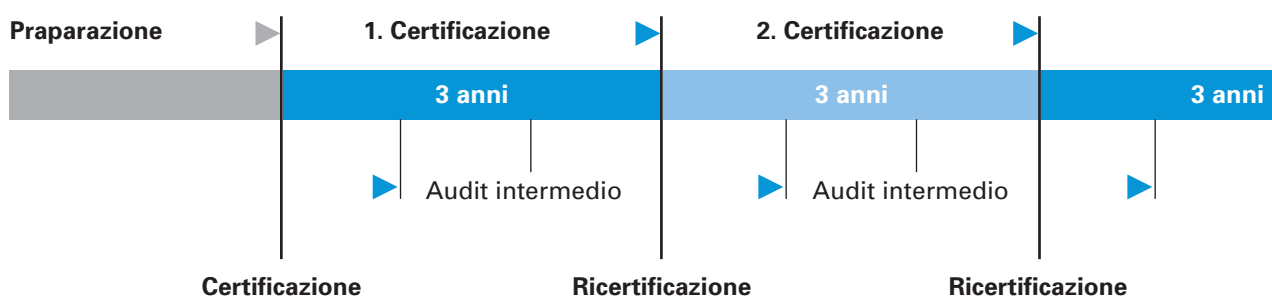 Praparazione 1. Certificazione 2. Certificazione
3 anni 3 anni 3 anni
Audit intermedio Audit intermedio
Certificazione Ricertificazione Ricertificazione